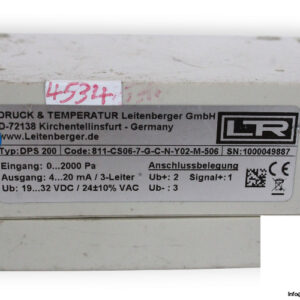 45324
DRUCK & TEMPERATUR Leitenberger GmbH
D-72138 Kirchentellinsfurt - Germany
www.Leitenberger.de
LR
Typ: DPS 200 Code: 811-CS06-7-G-C-N-Y02-M-506 SN:1000049887
Eingang: 0...2000 Pa Anschlussbelegung
Ausgang: 4...20 mA / 3-Leiter Ub+: 2 Signal+: 1
Ub: 19...32 VDC / 24±10% VAC Ub-: 3